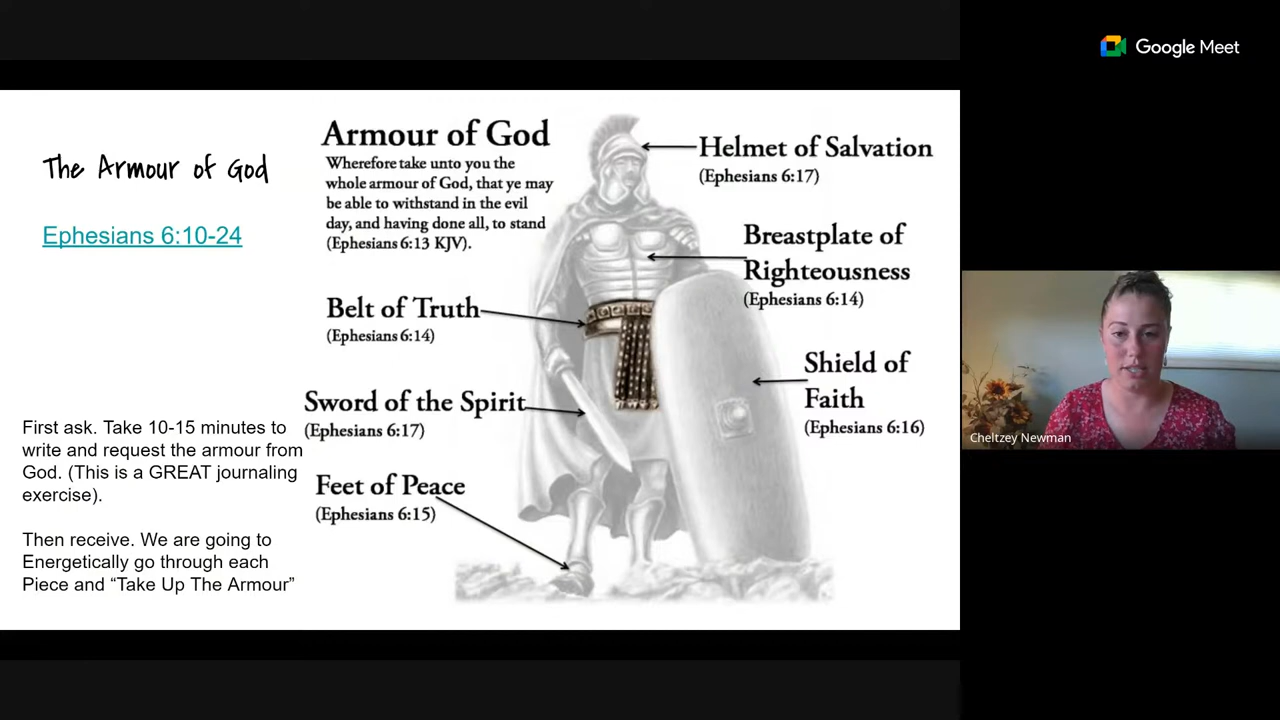 Google Meet
The Armour of God
Ephesians 6:10-24
First ask. Take 10-15 minutes to
write and request the armour from
God. (This is a GREAT journaling
exercise).
Then receive. We are going to
Energetically go through each
Piece and “Take Up The Armour”
Armour of God
Wherefore take unto you the
whole armour of God, that ye may
be able to withstand in the evil
day, and having done all, to stand
(Ephesians 6:13 KJV).
Belt of Truth
(Ephesians 6:14)
Sword of the Spirit
(Ephesians 6:17)
Feet of Peace
(Ephesians 6:15)
Helmet of Salvation
(Ephesians 6:17)
Breastplate of
Righteousness
(Ephesians 6:14)
Shield of
Faith
(Ephesians 6:16)
Cheltzey Newman